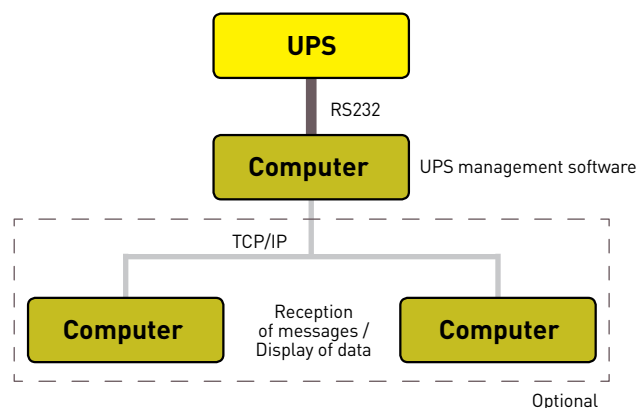 UPS
RS232
Computer
UPS management software
TCP/IP
Computer
Reception
of messages /
Display of data
Computer
Optional